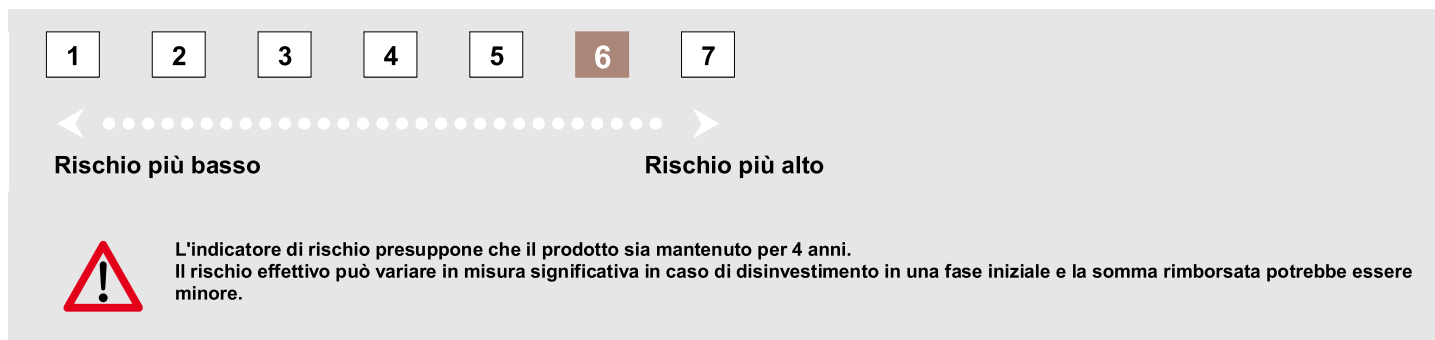 1 2 3 4 5 6 7
Rischio più basso Rischio più alto
L'indicatore di rischio presuppone che il prodotto sia mantenuto per 4 anni.
Il rischio effettivo può variare in misura significativa in caso di disinvestimento in una fase iniziale e la somma rimborsata potrebbe essere
minore.